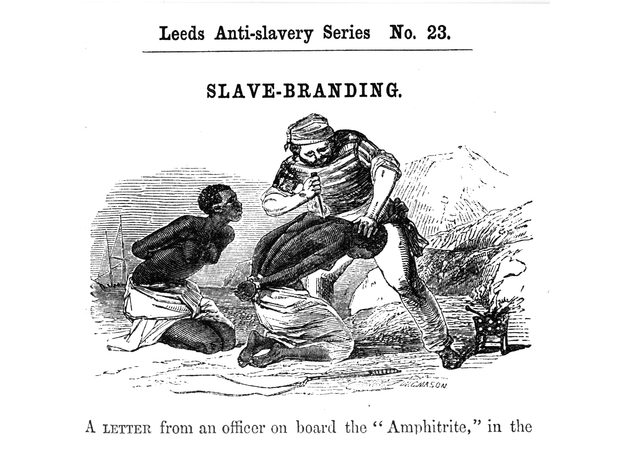 Leeds Anti-slavery Series No. 23.
SLAVE-BRANDING.
A LETTER from an officer on board the "Amphitrite," in the